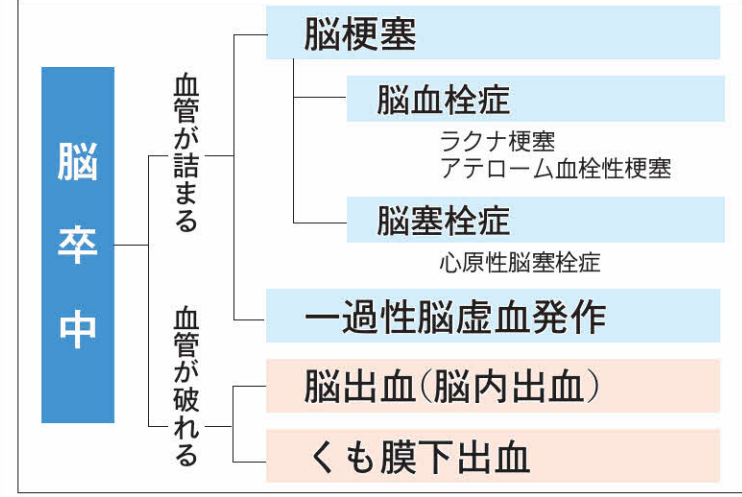 脳卒中
血管が詰まる
脳梗塞
脳血栓症
ラクナ梗塞
アテローム血栓性梗塞
脳塞栓症
心原性脳塞栓症
一過性脳虚血発作
血管が破れる
脳出血(脳内出血)
くも膜下出血